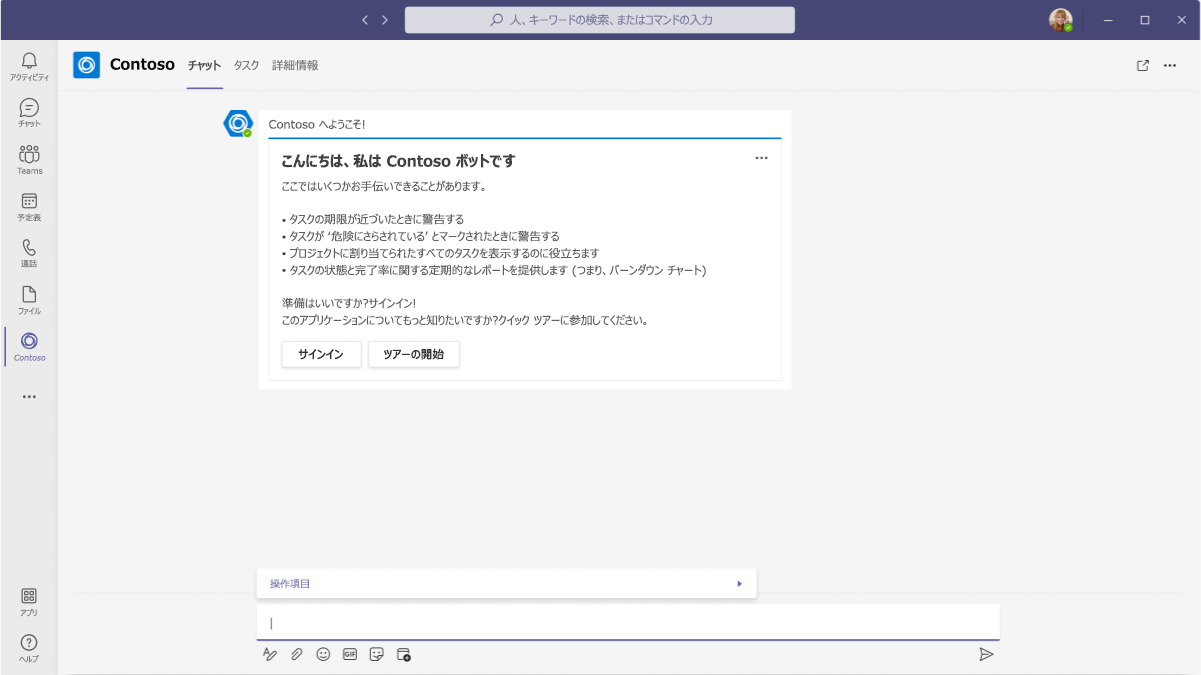 人、キーワードの検索、またはコマンドの入力
アクティビティ
チャット
Teams
予定表
通話
ファイル
Contoso
アプリ
ヘルプ
Contoso チャット タスク 詳細情報
Contoso へようこそ!
こんにちは、私は Contoso ボットです
ここではいくつかお手伝いできることがあります。
• タスクの期限が近づいたときに警告する
• タスクが ‘危険にさらされている’ とマークされたときに警告する
• プロジェクトに割り当てられたすべてのタスクを表示するのに役立ちます
• タスクの状態と完了率に関する定期的なレポートを提供します (つまり、バーンダウン チャート)
準備はいいですか?サインイン!
このアプリケーションについてもっと知りたいですか?クイック ツアーに参加してください。
サインイン ツアーの開始
操作項目
GIF